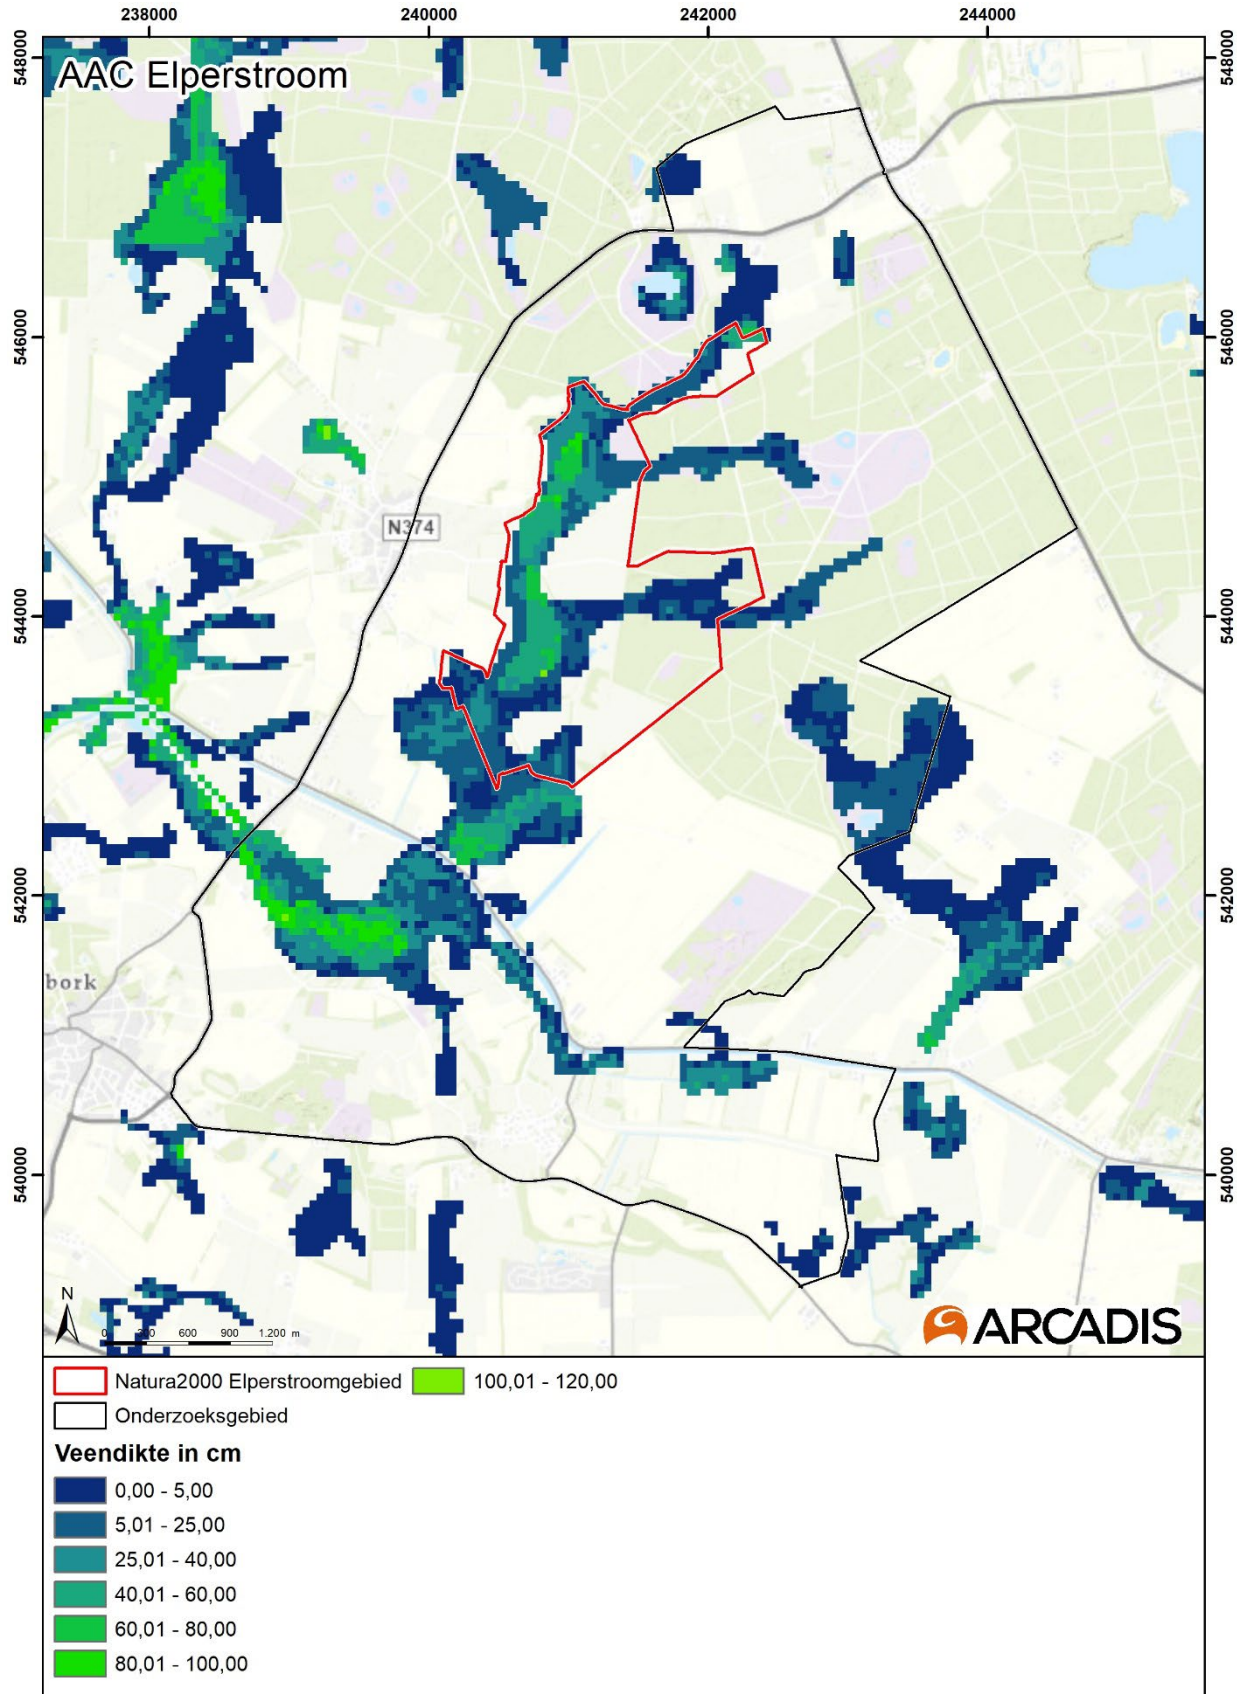 238000 240000 242000 244000
AAC Elperstroom
548000 548000
546000 546000
N374
544000 544000
542000 542000
bork
540000 540000
N
0 300 600 900 1.200 m
ARCADIS
Natura2000 Elperstroomgebied 100,01 - 120,00
Onderzoeksgebied
Veendikte in cm
0,00 - 5,00
5,01 - 25,00
25,01 - 40,00
40,01 - 60,00
60,01 - 80,00
80,01 - 100,00